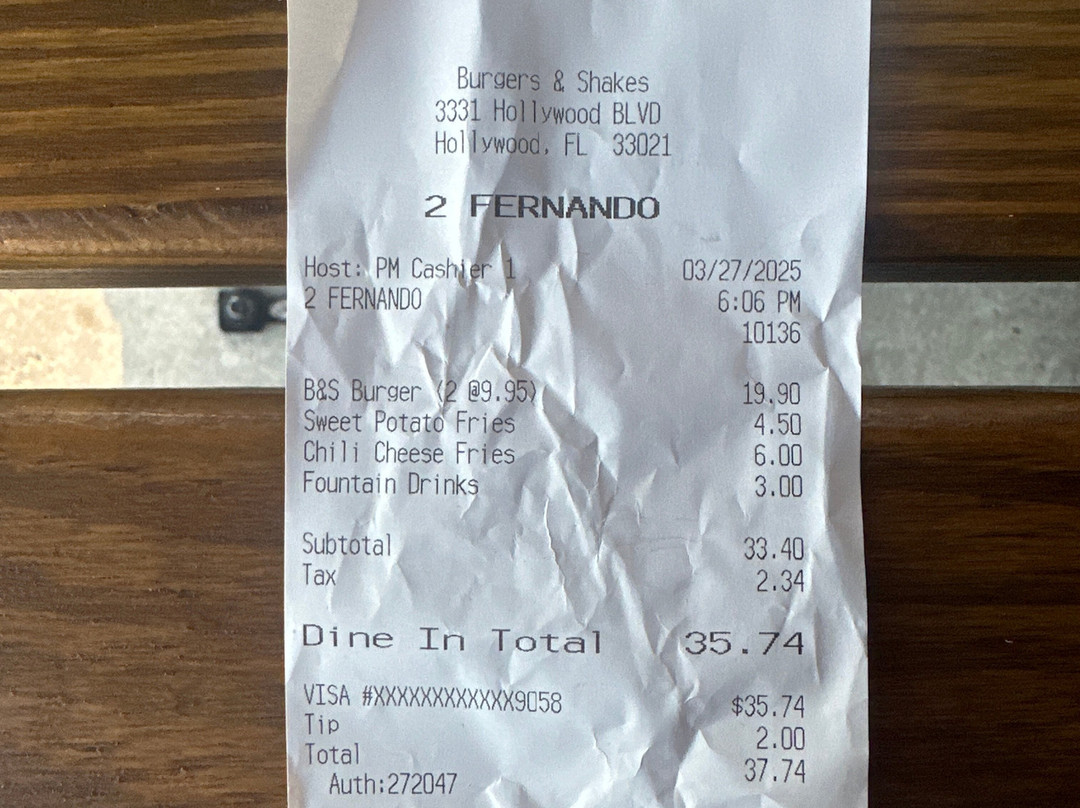 Burgers & Shakes
3331 Hollywood BLVD
Hollywood, FL 33021
2 FERNANDO
Host: PM Cashier 1 03/27/2025
2 FERNANDO 6:06 PM
10136
B&S Burger (2 @9.95) 19.90
Sweet Potato Fries 4.50
Chili Cheese Fries 6.00
Fountain Drinks 3.00
Subtotal 33.40
Tax 2.34
Dine In Total 35.74
VISA #XXXXXXXXXXXX9058 $35.74
Tip 2.00
Total 37.74
Auth:272047